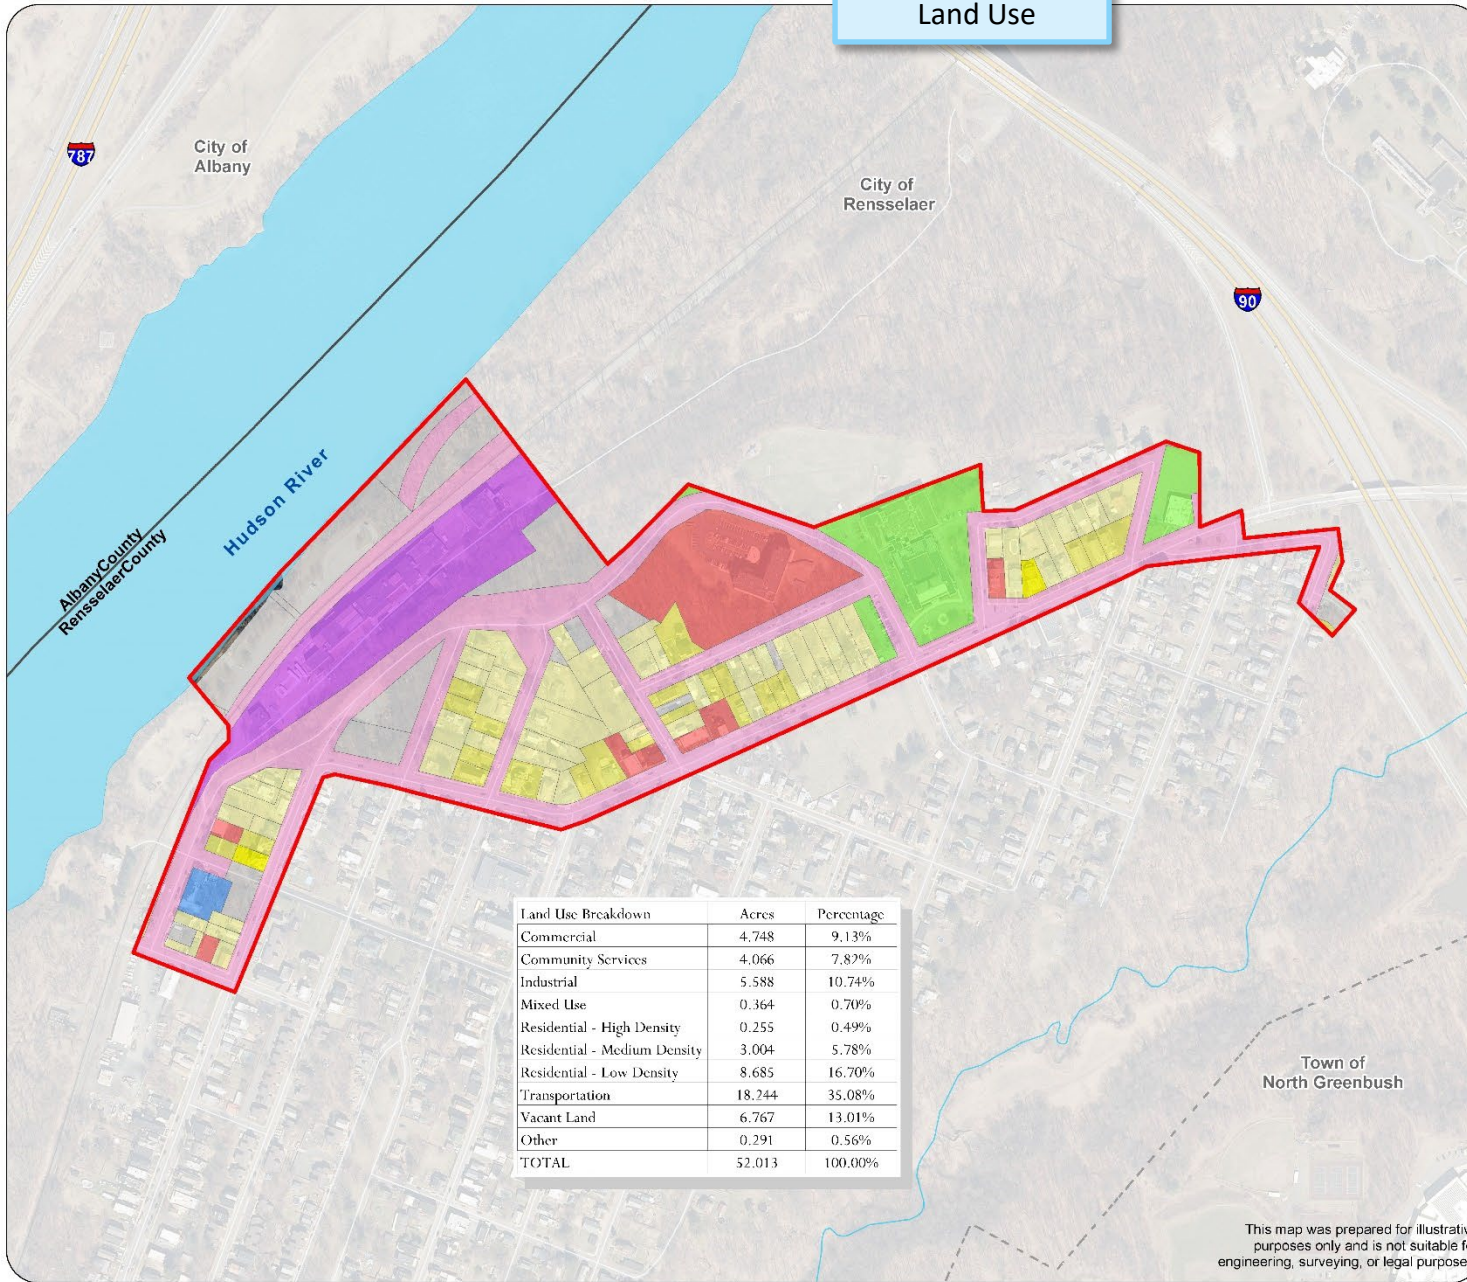 Land Use
787
City of
Albany
City of
Rensselaer
90
Hudson River
AlbanyCounty
RensselaerCounty
Land Use Breakdown Acres Percentage
Commercial 4.748 9.13%
Community Services 4.066 7.82%
Industrial 5.588 10.74%
Mixed Use 0.364 0.70%
Residential - High Density 0.255 0.49%
Residential - Medium Density 3.004 5.78%
Residential - Low Density 8.685 16.70%
Transportation 18.244 35.08%
Vacant Land 6.767 13.01%
Other 0.291 0.56%
TOTAL 52.013 100.00%
Town of
North Greenbush
This map was prepared for illustrativ
purposes only and is not suitable f
engineering, surveying, or legal purpose